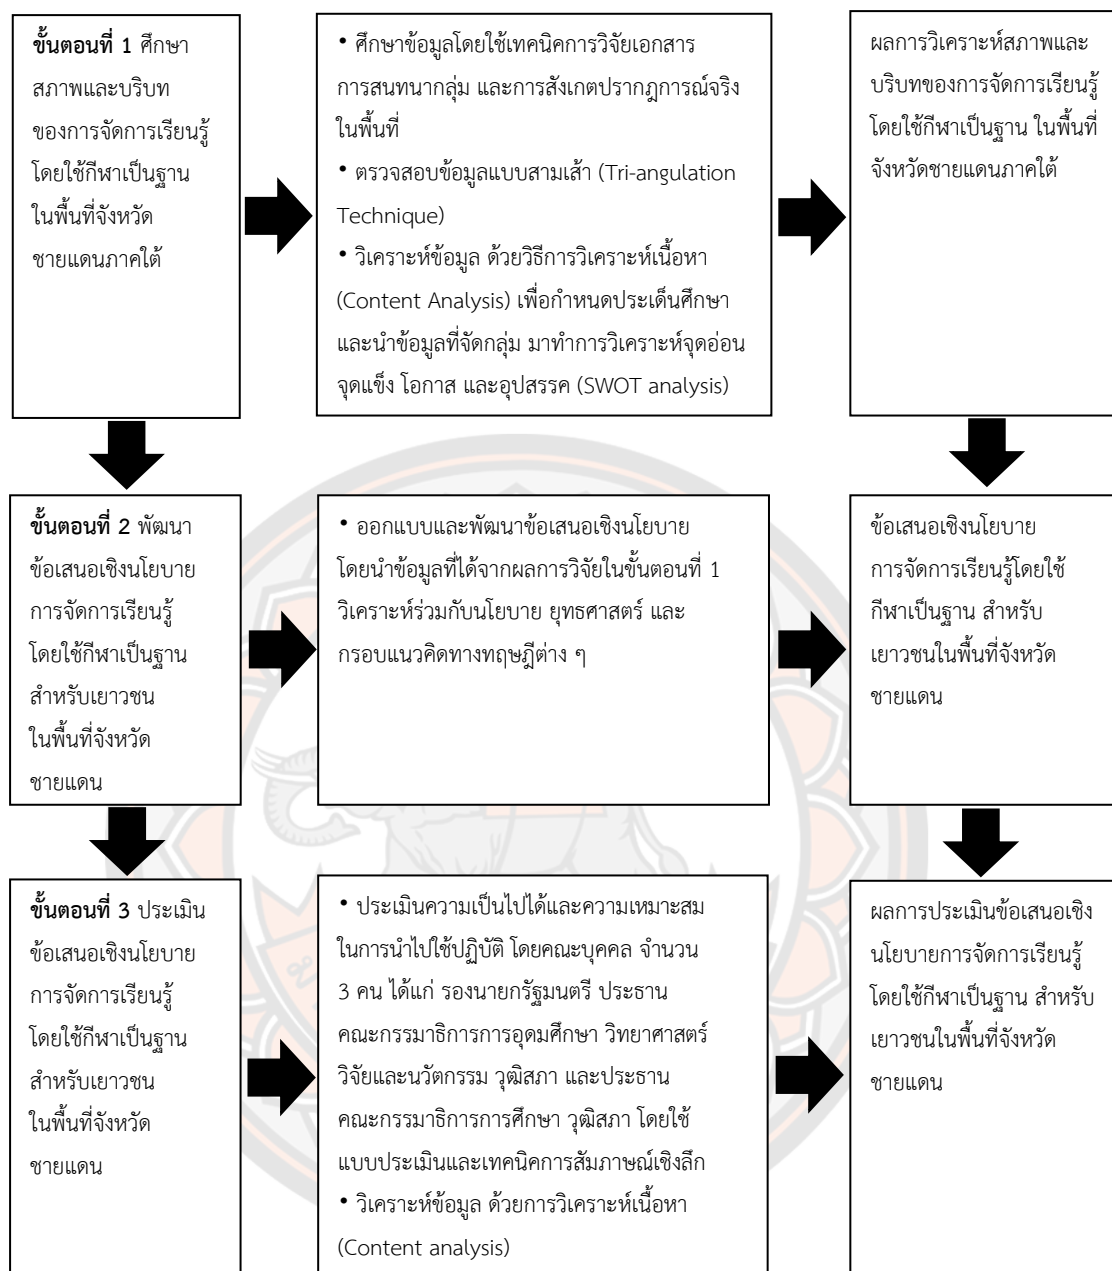 ขั้นตอนที่ 1 ศึกษา
สภาพและบริบท
ของการจัดการเรียนรู้
โดยใช้กีฬาเป็นฐาน
ในพื้นที่จังหวัด
ชายแดนภาคใต้
• ศึกษาข้อมูลโดยใช้เทคนิคการวิจัยเอกสาร
การสนทนากลุ่ม และการสังเกตปรากฏการณ์จริง
ในพื้นที่
• ตรวจสอบข้อมูลแบบสามเส้า (Tri-angulation
Technique)
• วิเคราะห์ข้อมูล ด้วยวิธีการวิเคราะห์เนื้อหา
(Content Analysis) เพื่อกำหนดประเด็นศึกษา
และนำข้อมูลที่จัดกลุ่ม มาทำการวิเคราะห์จุดอ่อน
จุดแข็ง โอกาส และอุปสรรค (SWOT analysis)
ผลการวิเคราะห์สภาพและ
บริบทของการจัดการเรียนรู้
โดยใช้กีฬาเป็นฐาน ในพื้นที่
จังหวัดชายแดนภาคใต้
ขั้นตอนที่ 2 พัฒนา
ข้อเสนอเชิงนโยบาย
การจัดการเรียนรู้
โดยใช้กีฬาเป็นฐาน
สำหรับเยาวชน
ในพื้นที่จังหวัด
ชายแดน
• ออกแบบและพัฒนาข้อเสนอเชิงนโยบาย
โดยนำข้อมูลที่ได้จากผลการวิจัยในขั้นตอนที่ 1
วิเคราะห์ร่วมกับนโยบาย ยุทธศาสตร์ และ
กรอบแนวคิดทางทฤษฎีต่าง ๆ
ข้อเสนอเชิงนโยบาย
การจัดการเรียนรู้โดยใช้
กีฬาเป็นฐาน สำหรับ
เยาวชนในพื้นที่จังหวัด
ชายแดน
ขั้นตอนที่ 3 ประเมิน
ข้อเสนอเชิงนโยบาย
การจัดการเรียนรู้
โดยใช้กีฬาเป็นฐาน
สำหรับเยาวชน
ในพื้นที่จังหวัด
ชายแดน
• ประเมินความเป็นไปได้และความเหมาะสม
ในการนำไปใช้ปฏิบัติ โดยคณะบุคคล จำนวน
3 คน ได้แก่ รองนายกรัฐมนตรี ประธาน
คณะกรรมาธิการการอุดมศึกษา วิทยาศาสตร์
วิจัยและนวัตกรรม วุฒิสภา และประธาน
คณะกรรมาธิการการศึกษา วุฒิสภา โดยใช้
แบบประเมินและเทคนิคการสัมภาษณ์เชิงลึก
• วิเคราะห์ข้อมูล ด้วยการวิเคราะห์เนื้อหา
(Content analysis)
ผลการประเมินข้อเสนอเชิง
นโยบายการจัดการเรียนรู้
โดยใช้กีฬาเป็นฐาน สำหรับ
เยาวชนในพื้นที่จังหวัด
ชายแดน